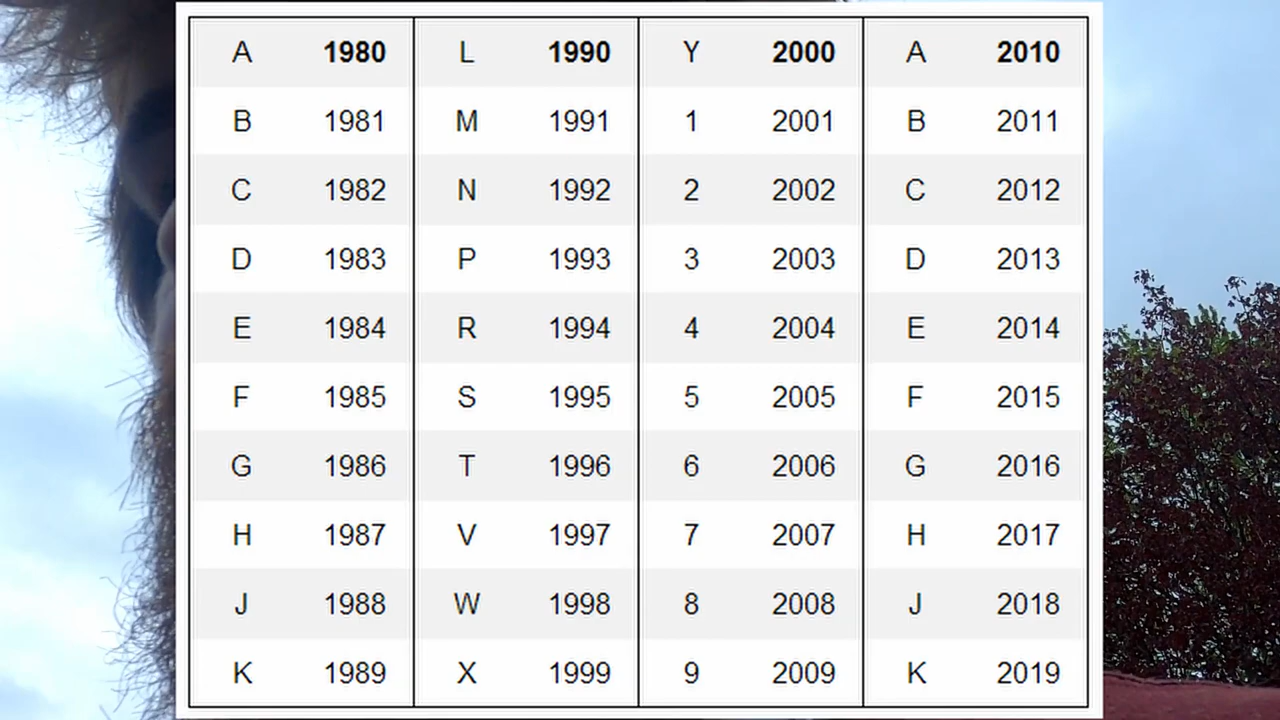 A 1980 L 1990 Y 2000 A 2010
B 1981 M 1991 1 2001 B 2011
C 1982 N 1992 2 2002 C 2012
D 1983 P 1993 3 2003 D 2013
E 1984 R 1994 4 2004 E 2014
F 1985 S 1995 5 2005 F 2015
G 1986 T 1996 6 2006 G 2016
H 1987 V 1997 7 2007 H 2017
J 1988 W 1998 8 2008 J 2018
K 1989 X 1999 9 2009 K 2019